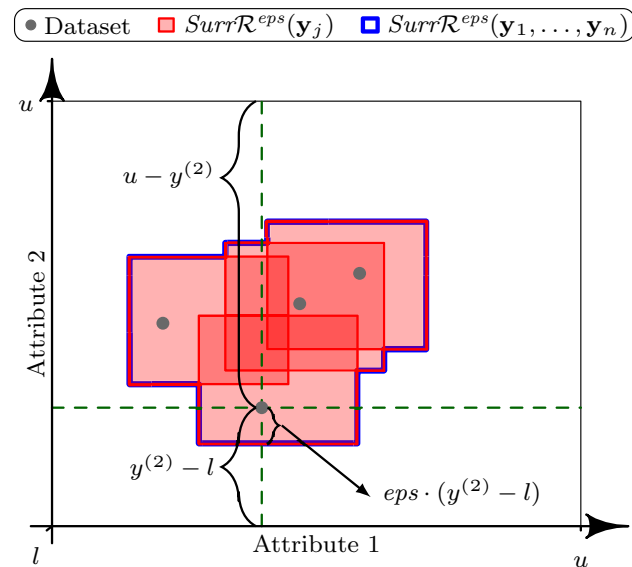 Dataset SurrR^{eps}(y_j) SurrR^{eps}(y_1, ..., y_n)
u
u − y^{(2)}
Attribute 2
y^{(2)} − l
eps · (y^{(2)} − l)
Attribute 1
l
u